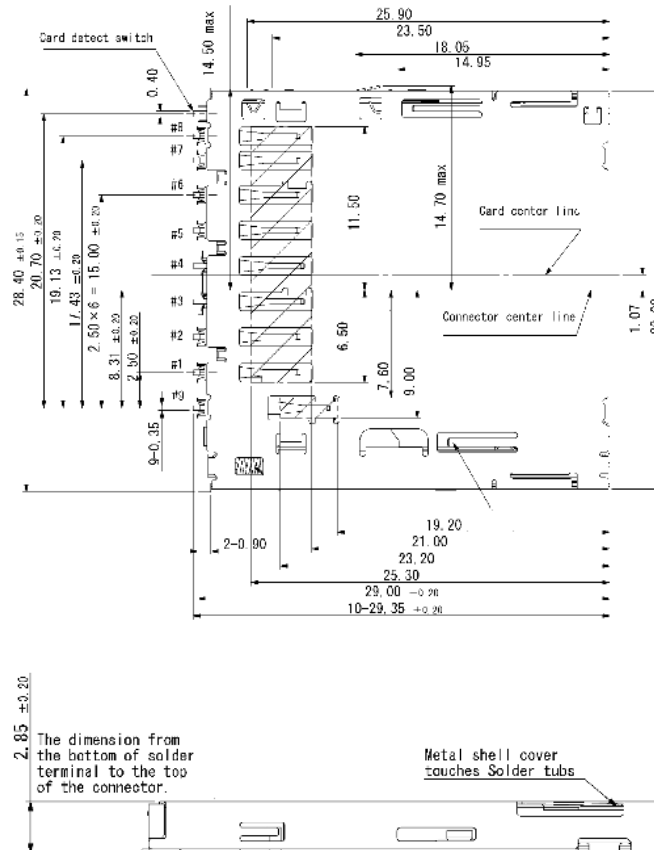 25.90
23.50
18.05
14.95
Card detect switch
14.50 max
0.40
#8
#7
#6
#5
#4
#3
#2
#1
#9
28.40 ±0.15
20.70 ±0.20
19.13 ±0.20
17.43 ±0.20
2.50×6 = 15.00 ±0.20
8.31 ±0.20
2.50 ±0.20
9-0.35
11.50
14.70 max
6.50
7.60
9.00
Card center line
Connector center line
1.07
2-0.90
19.20
21.00
23.20
25.30
29.00 -0.20
10-29.35 +0.20
2.85 ±0.20
The dimension from
the bottom of solder
terminal to the top
of the connector.
Metal shell cover
touches Solder tubs